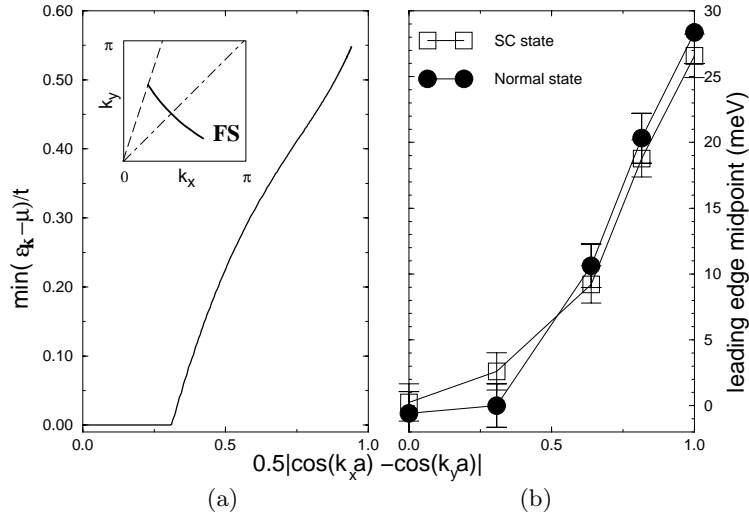 0.60
0.50
0.40
0.30
0.20
0.10
0.00
min( εk−μ)/t
0.0
0.5
1.0
π
ky
0
kx
π
FS
SC state
Normal state
30
25
20
15
10
5
0
leading edge midpoint (meV)
0.0
0.5
1.0
0.5|cos(kxa) −cos(kya)|
(a)
(b)